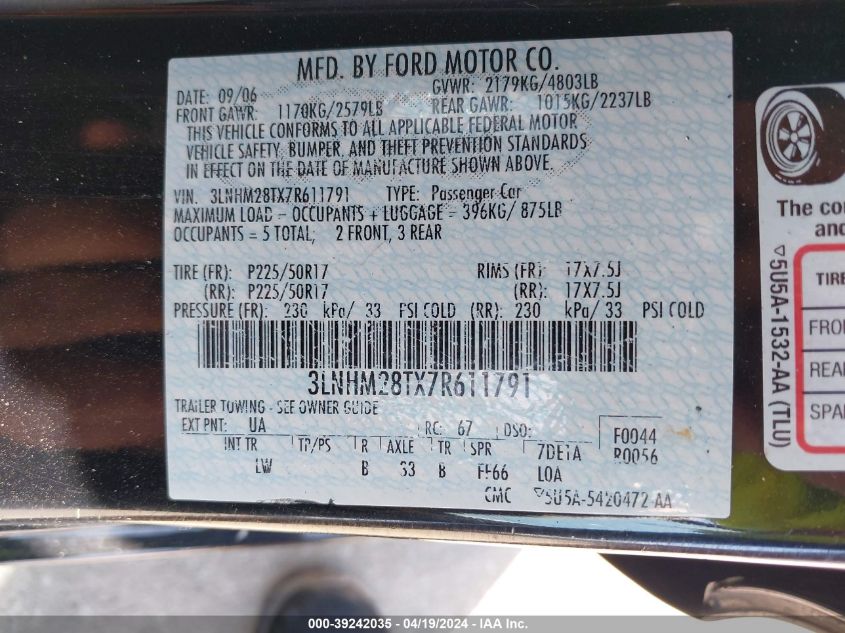 MFD. BY FORD MOTOR CO.
DATE: 09/06 GVWR: 2179KG/4803LB
FRONT GAWR: 1170KG/2579LB REAR GAWR: 1015KG/2237LB
THIS VEHICLE CONFORMS TO ALL APPLICABLE FEDERAL MOTOR
VEHICLE SAFETY, BUMPER, AND THEFT PREVENTION STANDARDS
IN EFFECT ON THE DATE OF MANUFACTURE SHOWN ABOVE.
VIN: 3LNHM28TX7R611791 TYPE: Passenger Car
MAXIMUM LOAD - OCCUPANTS + LUGGAGE = 396KG/ 875LB
OCCUPANTS = 5 TOTAL, 2 FRONT, 3 REAR
TIRE (FR): P225/50R17 RIMS (FR): 17X7.5J
(RR): P225/50R17 (RR): 17X7.5J
PRESSURE (FR): 230 kPa/ 33 PSI COLD (RR): 230 kPa/ 33 PSI COLD
3LNHM28TX7R611791
TRAILER TOWING - SEE OWNER GUIDE
EXT PNT: UA RC: 67 DSO: F0044
INT TR TP/PS R AXLE TR SPR 7DE1A R0056
LW B 33 B FF66 LOA
CMC ▽5U5A-5420472-AA
The co
an
▽5U5A-1532-AA (TLU)
TIRE
FRO
REA
SPA
000-39242035 - 04/19/2024 - IAA Inc.